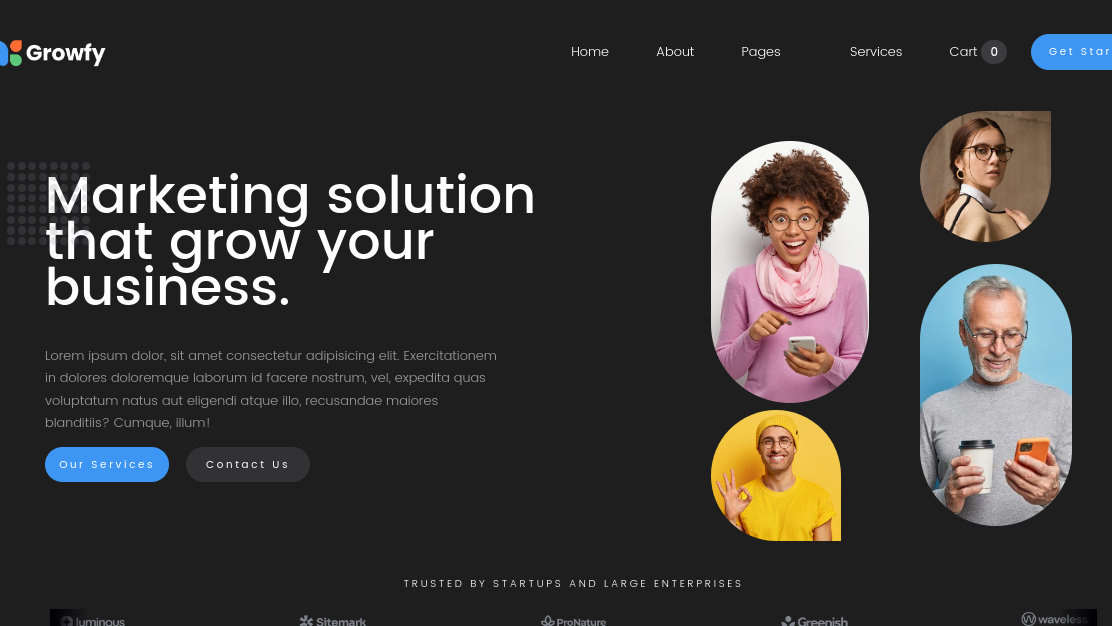 Growfy
Home About Pages Services Cart 0
Marketing solution
that grow your
business.
Lorem ipsum dolor, sit amet consectetur adipisicing elit. Exercitationem
in dolores doloremque laborum id facere nostrum, vel, expedita quas
voluptatum natus aut eligendi atque illo, recusandae maiores
blanditiis? Cumque, illum!
Our Services Contact Us
TRUSTED BY STARTUPS AND LARGE ENTERPRISES
luminous Sitemark ProNature Greenish waveless